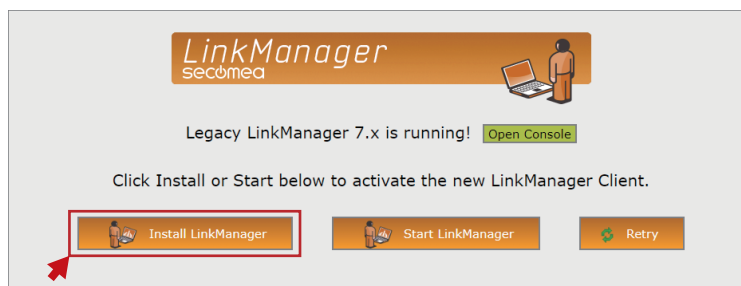 LinkManager
secomea
Legacy LinkManager 7.x is running! Open Console
Click Install or Start below to activate the new LinkManager Client.
Install LinkManager Start LinkManager Retry